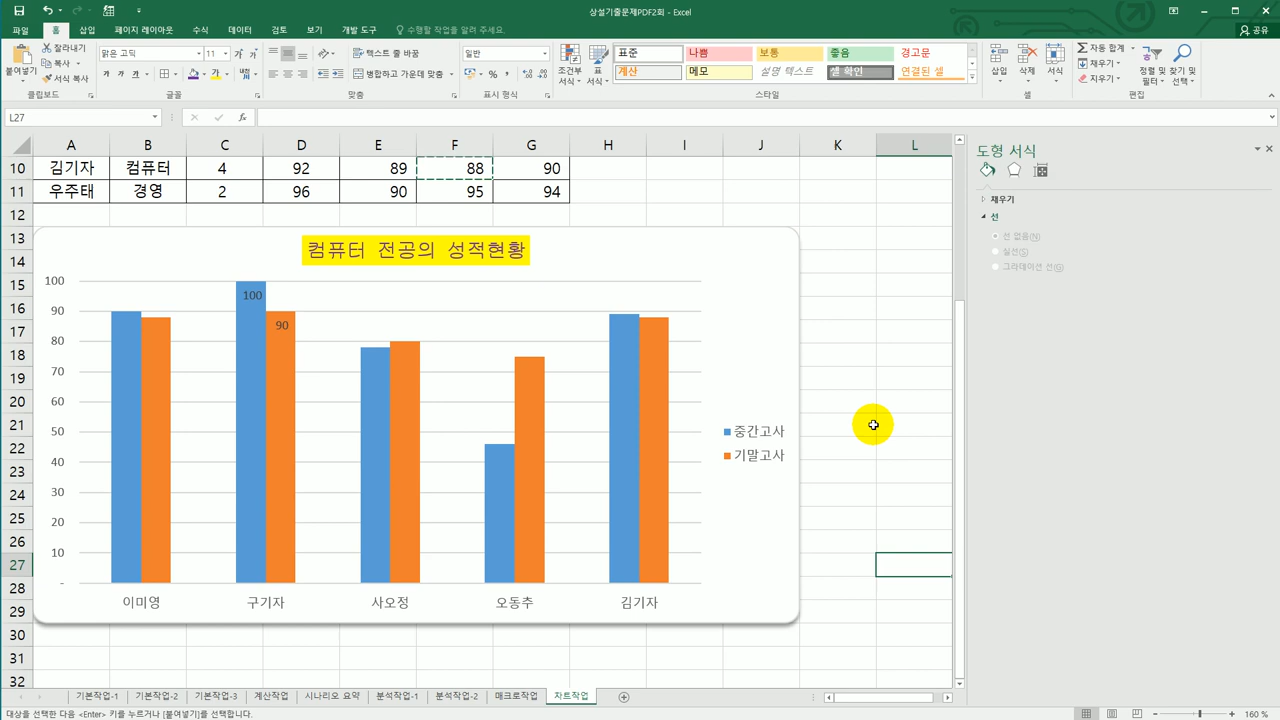 상설기출문제PDF2회 - Excel
파일 홈 삽입 페이지 레이아웃 수식 데이터 검토 보기 개발 도구 수행할 작업을 알려 주세요. 공유
붙여넣기 잘라내기 복사 서식 복사
맑은 고딕 11
가 가 가
텍스트 줄 바꿈
병합하고 가운데 맞춤
일반
조건부 서식 표 서식
표준 나쁨 보통 좋음 경고문
계산 메모 설명 텍스트 셀 확인 연결된 셀
삽입 삭제 서식
자동 합계
채우기
지우기
정렬 및 필터 찾기 및 선택
클립보드 글꼴 맞춤 표시 형식 스타일 셀 편집
L27 fx
A B C D E F G H I J K L
10 김기자 컴퓨터 4 92 89 88 90
11 우주태 경영 2 96 90 95 94
12
13
14
15
16
17
18
19
20
21
22
23
24
25
26
27
28
29
30
31
32
컴퓨터 전공의 성적현황
100
90
80
70
60
50
40
30
20
10
-
100
90
이미영 구기자 사오정 오동추 김기자
중간고사
기말고사
도형 서식
채우기
선
선 없음(N)
실선(S)
그라데이션 선(G)
기본작업-1 기본작업-2 기본작업-3 계산작업 시나리오 요약 분석작업-1 분석작업-2 매크로작업 차트작업
대상을 선택한 다음 <Enter> 키를 누르거나 [붙여넣기]를 선택합니다.
160 %